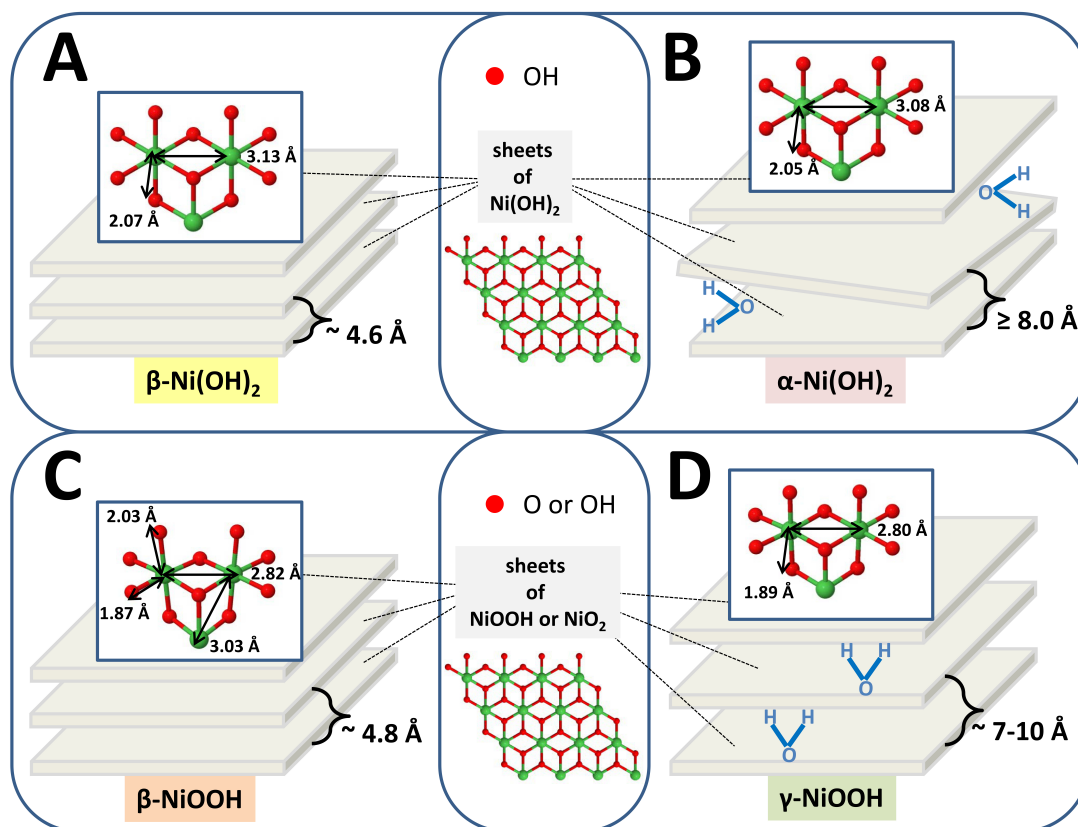 A
3.13 Å
2.07 Å
~ 4.6 Å
β-Ni(OH)2
OH
sheets
of
Ni(OH)2
B
3.08 Å
2.05 Å
H
O
H
H
O
H
≥ 8.0 Å
α-Ni(OH)2
C
2.03 Å
2.82 Å
1.87 Å
3.03 Å
~ 4.8 Å
β-NiOOH
O or OH
sheets
of
NiOOH or NiO2
D
2.80 Å
1.89 Å
H H
O
H H
O
~ 7-10 Å
γ-NiOOH